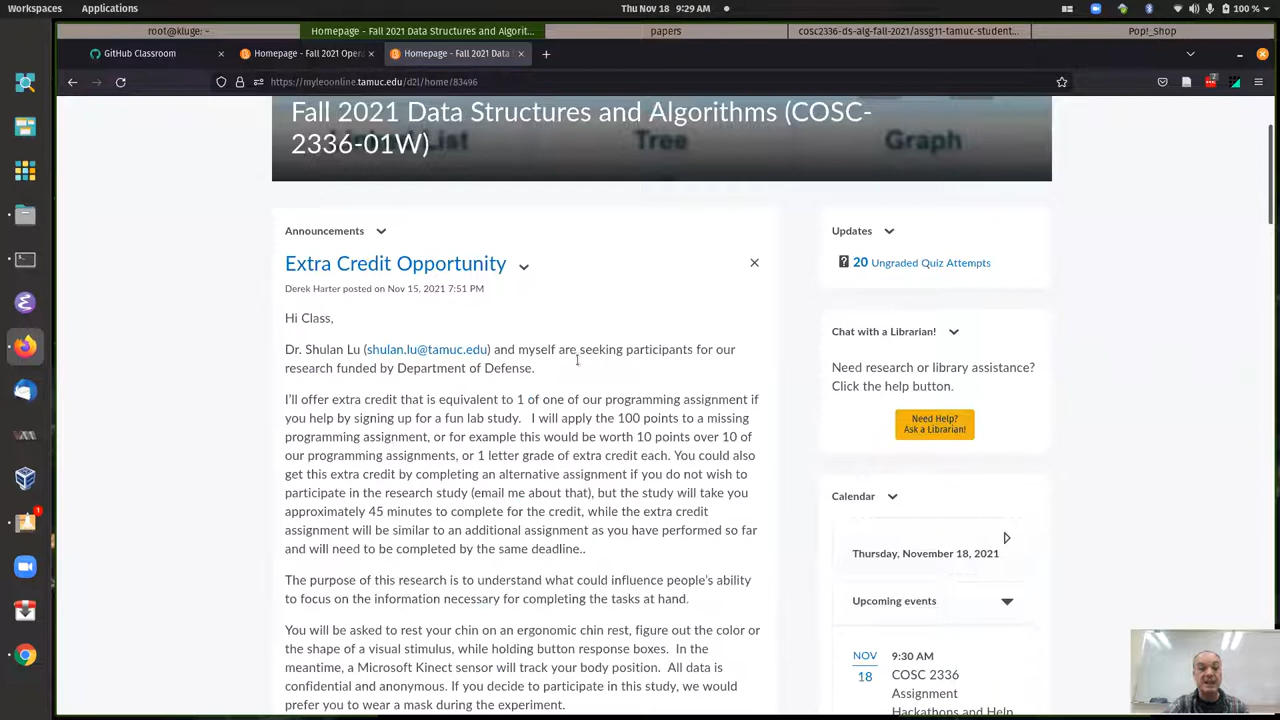 Workspaces Applications Thu Nov 18 9:29 AM 100 %
root@kluge: ~ Homepage - Fall 2021 Data Structures and Algorit... papers cosc2336-ds-alg-fall-2021/assg11-tamuc-student... Pop!_Shop
GitHub Classroom Homepage - Fall 2021 Oper Homepage - Fall 2021 Data
https://myleoonline.tamuc.edu/d2l/home/83496
Fall 2021 Data Structures and Algorithms (COSC-
2336-01W)
List Tree Graph
Announcements
Extra Credit Opportunity
Derek Harter posted on Nov 15, 2021 7:51 PM
Hi Class,
Dr. Shulan Lu (shulan.lu@tamuc.edu) and myself are seeking participants for our
research funded by Department of Defense.
I'll offer extra credit that is equivalent to 1 of one of our programming assignment if
you help by signing up for a fun lab study. I will apply the 100 points to a missing
programming assignment, or for example this would be worth 10 points over 10 of
our programming assignments, or 1 letter grade of extra credit each. You could also
get this extra credit by completing an alternative assignment if you do not wish to
participate in the research study (email me about that), but the study will take you
approximately 45 minutes to complete for the credit, while the extra credit
assignment will be similar to an additional assignment as you have performed so far
and will need to be completed by the same deadline..
The purpose of this research is to understand what could influence people's ability
to focus on the information necessary for completing the tasks at hand.
You will be asked to rest your chin on an ergonomic chin rest, figure out the color or
the shape of a visual stimulus, while holding button response boxes. In the
meantime, a Microsoft Kinect sensor will track your body position. All data is
confidential and anonymous. If you decide to participate in this study, we would
prefer you to wear a mask during the experiment.
Updates
20 Ungraded Quiz Attempts
Chat with a Librarian!
Need research or library assistance?
Click the help button.
Need Help?
Ask a Librarian!
Calendar
Thursday, November 18, 2021
Upcoming events
NOV 9:30 AM
18 COSC 2336
Assignment
Hackathons and Help